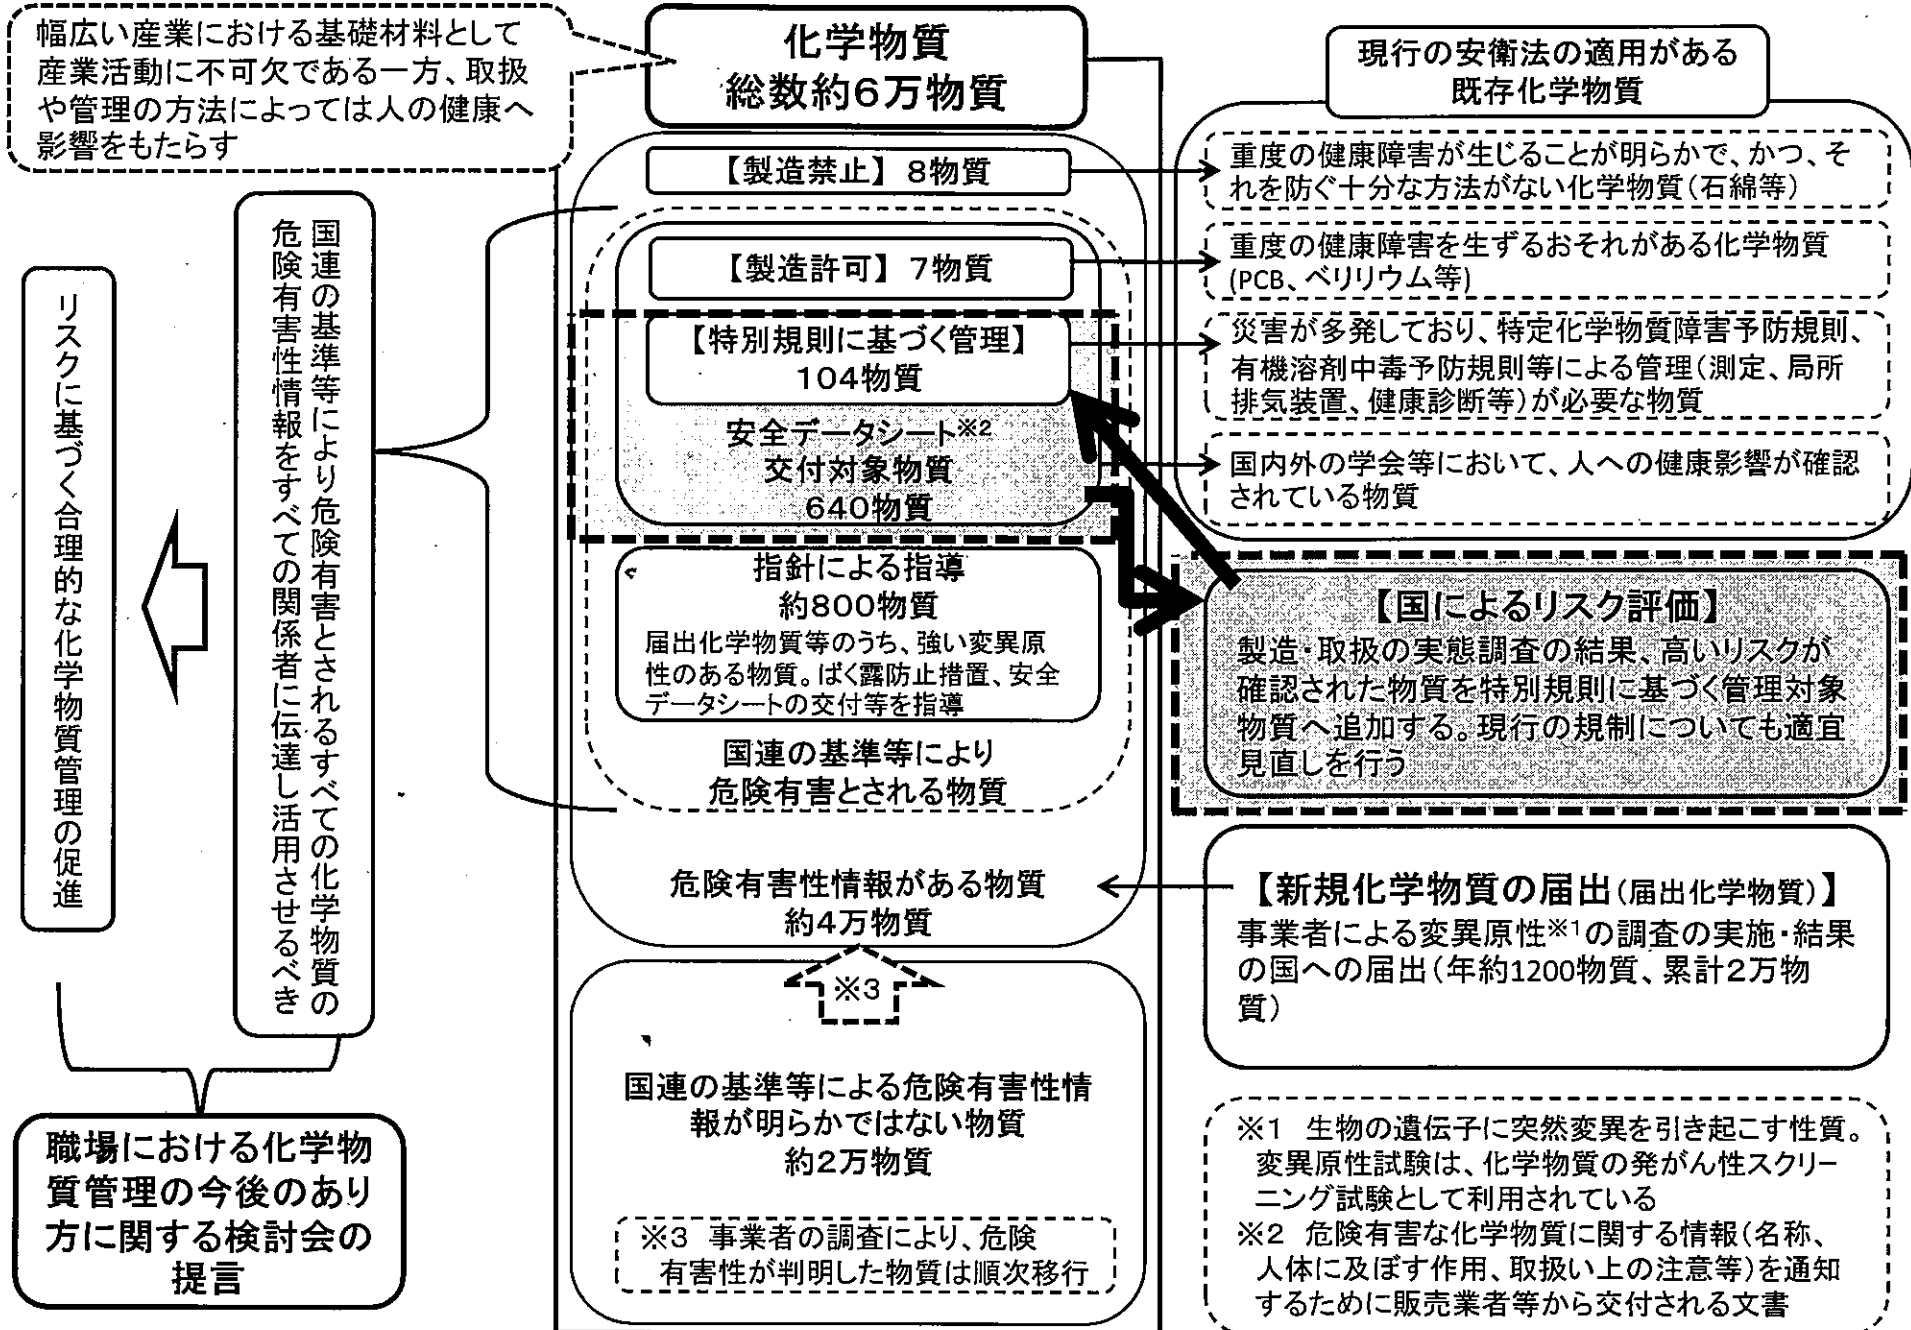 幅広い産業における基礎材料として
産業活動に不可欠である一方、取扱
や管理の方法によっては人の健康へ
影響をもたらす
化学物質
総数約6万物質
現行の安衛法の適用がある
既存化学物質
【製造禁止】 8物質
重度の健康障害が生じることが明らかで、かつ、そ
れを防ぐ十分な方法がない化学物質(石綿等)
【製造許可】 7物質
重度の健康障害を生ずるおそれがある化学物質
(PCB、ベリリウム等)
【特別規則に基づく管理】
104物質
災害が多発しており、特定化学物質障害予防規則、
有機溶剤中毒予防規則等による管理(測定、局所
排気装置、健康診断等)が必要な物質
安全データシート※2
交付対象物質
640物質
国内外の学会等において、人への健康影響が確認
されている物質
指針による指導
約800物質
届出化学物質等のうち、強い変異原
性のある物質。ばく露防止措置、安全
データシートの交付等を指導
国連の基準等により
危険有害とされる物質
【国によるリスク評価】
製造・取扱の実態調査の結果、高いリスクが
確認された物質を特別規則に基づく管理対象
物質へ追加する。現行の規制についても適宜
見直しを行う
危険有害性情報がある物質
約4万物質
【新規化学物質の届出(届出化学物質)】
事業者による変異原性※1の調査の実施・結果
の国への届出(年約1200物質、累計2万物
質)
※3
国連の基準等による危険有害性情
報が明らかではない物質
約2万物質
※3 事業者の調査により、危険
有害性が判明した物質は順次移行
※1 生物の遺伝子に突然変異を引き起こす性質。
変異原性試験は、化学物質の発がん性スクリー
ニング試験として利用されている
※2 危険有害な化学物質に関する情報(名称、
人体に及ぼす作用、取扱い上の注意等)を通知
するために販売業者等から交付される文書
国連の基準等により危険有害とされるすべての化学物質の
危険有害性情報をすべての関係者に伝達し活用させるべき
リスクに基づく合理的な化学物質管理の促進
職場における化学物
質管理の今後のあり
方に関する検討会の
提言